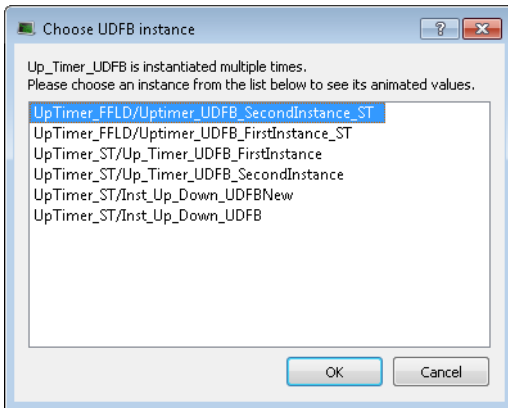 Choose UDFB instance
?
Up_Timer_UDFB is instantiated multiple times.
Please choose an instance from the list below to see its animated values.
UpTimer_FFLD/Uptimer_UDFB_SecondInstance_ST
UpTimer_FFLD/Uptimer_UDFB_FirstInstance_ST
UpTimer_ST/Up_Timer_UDFB_FirstInstance
UpTimer_ST/Up_Timer_UDFB_SecondInstance
UpTimer_ST/Inst_Up_Down_UDFBNew
UpTimer_ST/Inst_Up_Down_UDFB
OK
Cancel